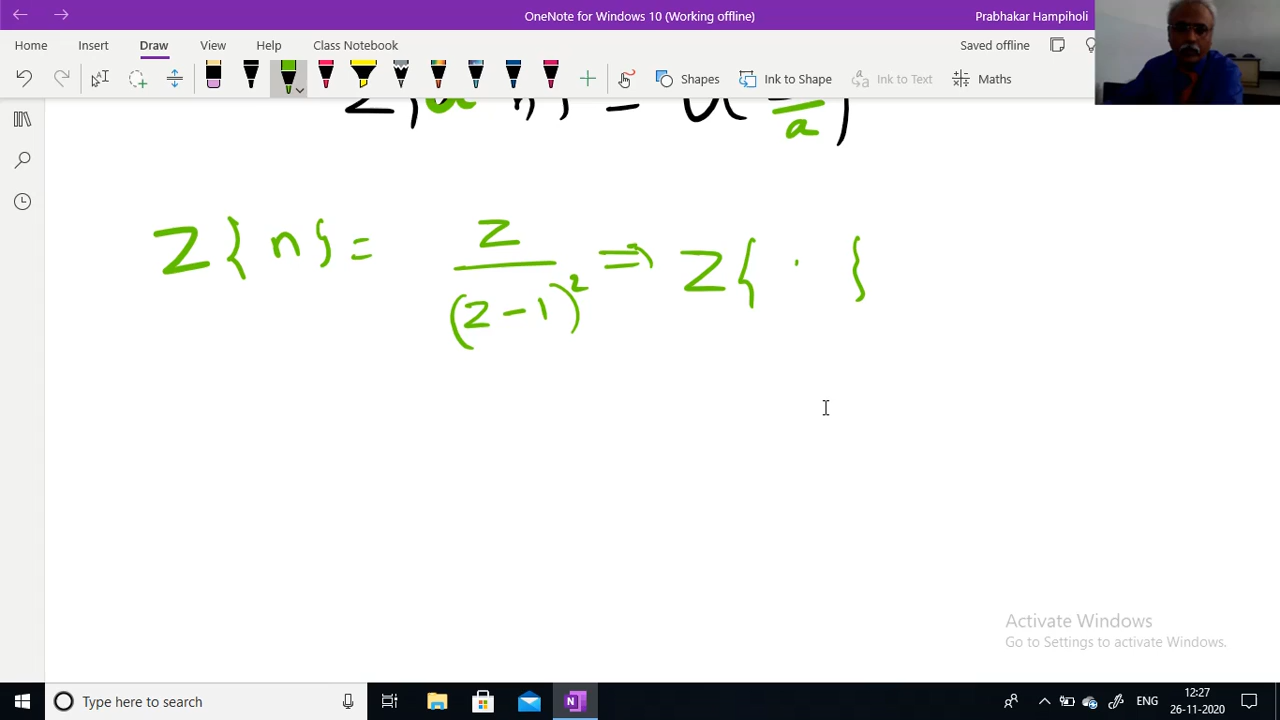 OneNote for Windows 10 (Working offline)
Prabhakar Hampiholi
Home Insert Draw View Help Class Notebook Saved offline
Shapes Ink to Shape Ink to Text Maths
a
Z{n} = z/(z-1)² ⇒ Z{ · }
Activate Windows
Go to Settings to activate Windows.
Type here to search
ENG
12:27
26-11-2020